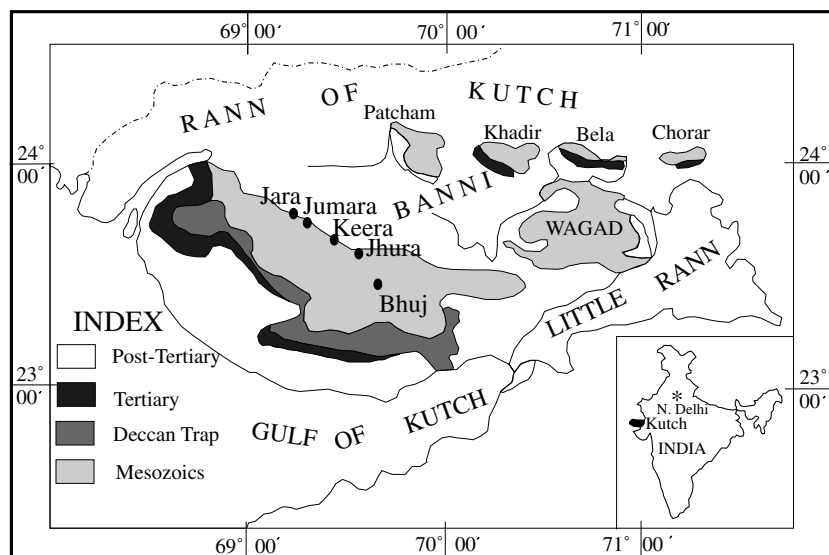 69° 00' 70° 00' 71° 00'
RANN OF KUTCH
Patcham
Khadir Bela Chorar
24° 00' 24° 00'
BANNI
Jara
Jumara
Keera
Jhura
WAGAD
Bhuj
LITTLE RANN
INDEX
Post-Tertiary
Tertiary
Deccan Trap
Mesozoics
23° 00' 23° 00'
GULF OF KUTCH
*
N. Delhi
Kutch
INDIA
69° 00' 70° 00' 71° 00'